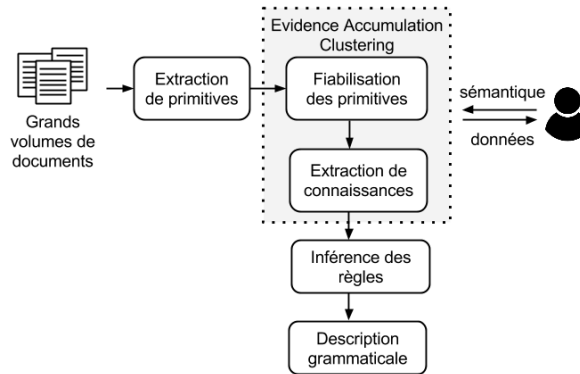 Evidence Accumulation
Clustering
Grands
volumes de
documents
Extraction
de primitives
Fiabilisation
des primitives
sémantique
données
Extraction de
connaissances
Inférence des
règles
Description
grammaticale